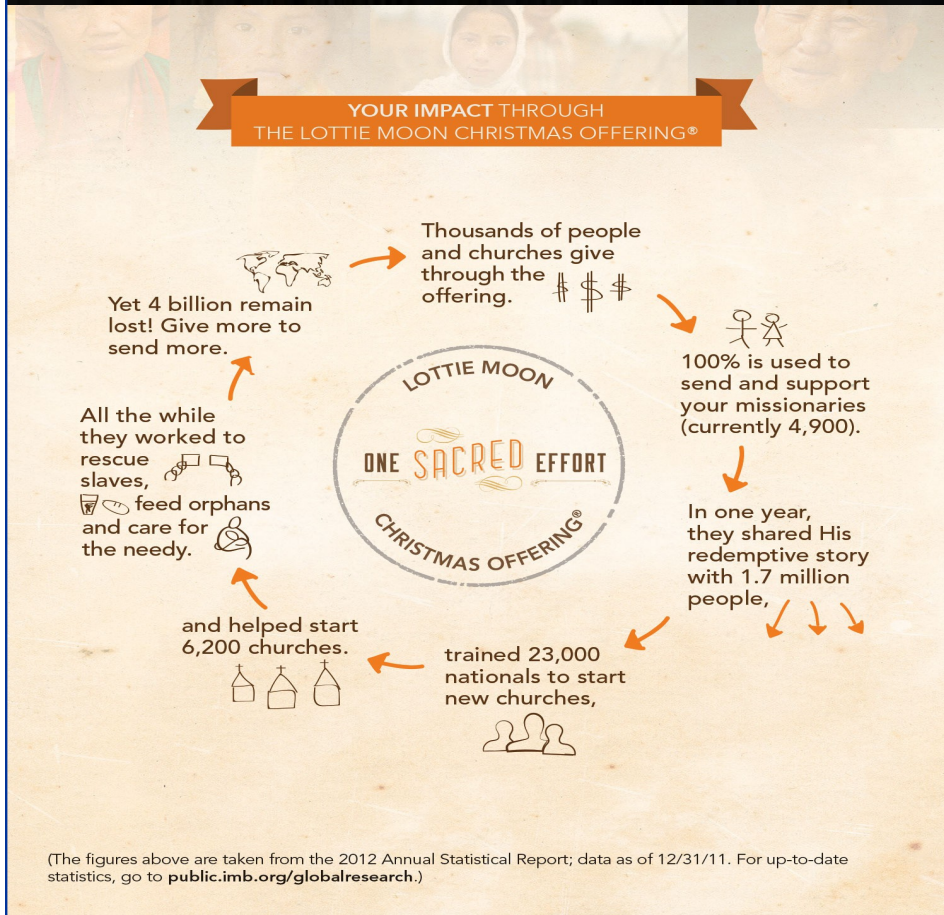 YOUR IMPACT THROUGH
THE LOTTIE MOON CHRISTMAS OFFERING®
Thousands of people
and churches give
through the
offering.
$ $ $
100% is used to
send and support
your missionaries
(currently 4,900).
In one year,
they shared His
redemptive story
with 1.7 million
people,
trained 23,000
nationals to start
new churches,
and helped start
6,200 churches.
All the while
they worked to
rescue
slaves,
feed orphans
and care for
the needy.
Yet 4 billion remain
lost! Give more to
send more.
LOTTIE MOON
ONE SACRED EFFORT
CHRISTMAS OFFERING®
(The figures above are taken from the 2012 Annual Statistical Report; data as of 12/31/11. For up-to-date
statistics, go to public.imb.org/globalresearch.)